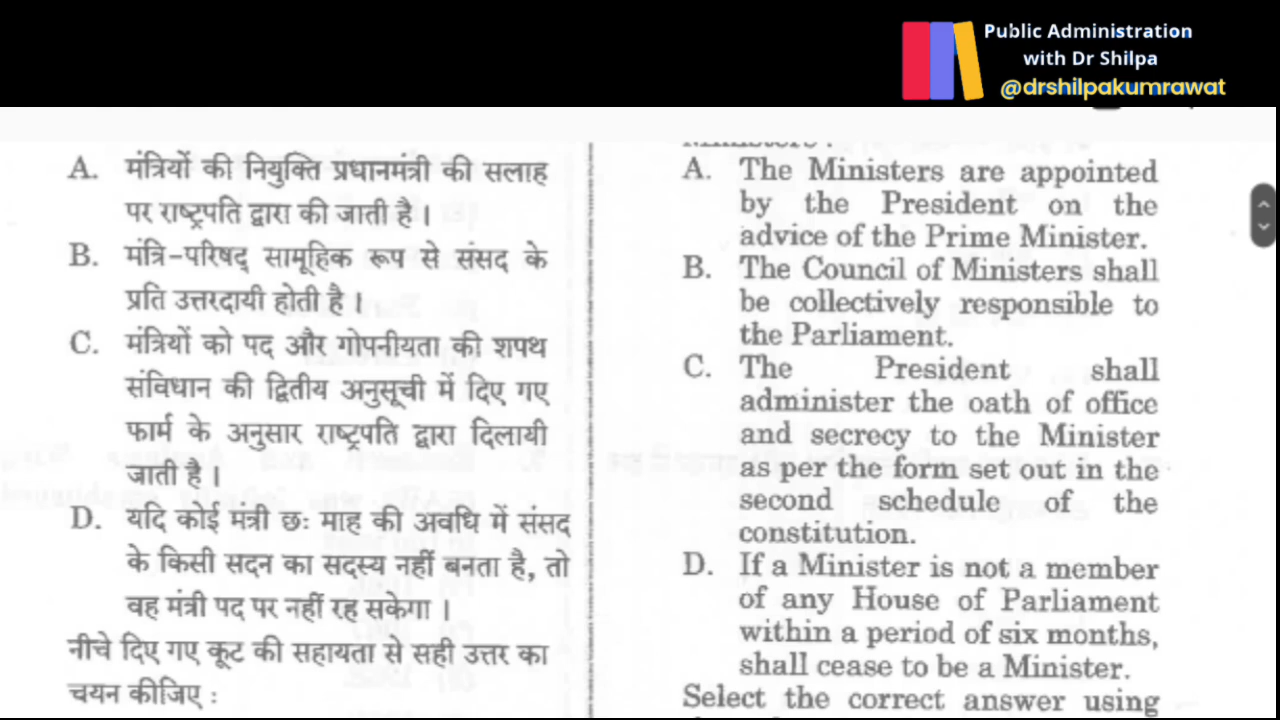 Public Administration
with Dr Shilpa
@drshilpakumrawat
A. मंत्रियों की नियुक्ति प्रधानमंत्री की सलाह
पर राष्ट्रपति द्वारा की जाती है।
B. मंत्रि-परिषद् सामूहिक रूप से संसद के
प्रति उत्तरदायी होती है।
C. मंत्रियों को पद और गोपनीयता की शपथ
संविधान की द्वितीय अनुसूची में दिए गए
फार्म के अनुसार राष्ट्रपति द्वारा दिलायी
जाती है।
D. यदि कोई मंत्री छः माह की अवधि में संसद
के किसी सदन का सदस्य नहीं बनता है, तो
वह मंत्री पद पर नहीं रह सकेगा।
नीचे दिए गए कूट की सहायता से सही उत्तर का
चयन कीजिए :
Ministers
A. The Ministers are appointed
by the President on the
advice of the Prime Minister.
B. The Council of Ministers shall
be collectively responsible to
the Parliament.
C. The President shall
administer the oath of office
and secrecy to the Minister
as per the form set out in the
second schedule of the
constitution.
D. If a Minister is not a member
of any House of Parliament
within a period of six months,
shall cease to be a Minister.
Select the correct answer using